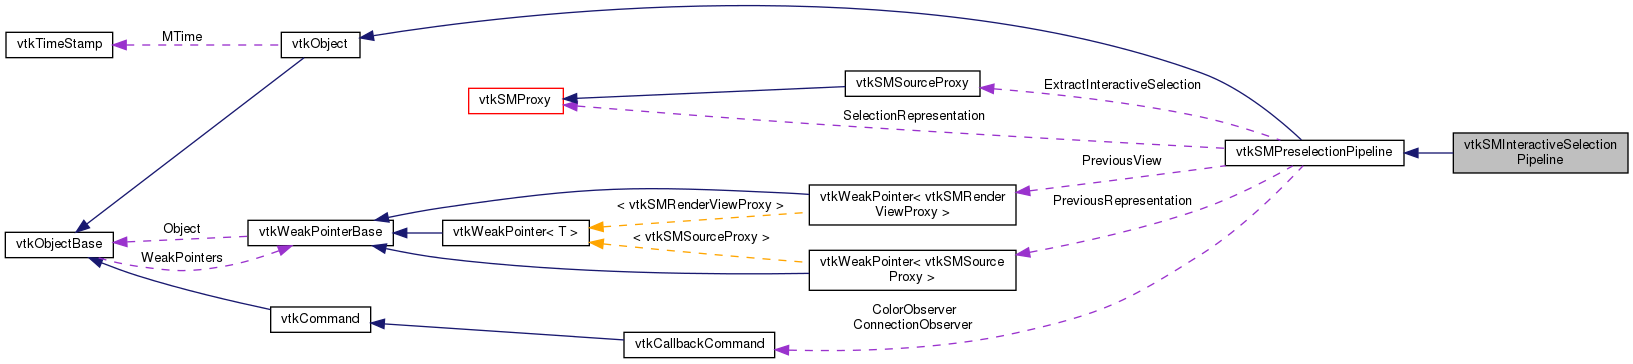 vtkTimeStamp
MTime
vtkObject
vtkSMSourceProxy
ExtractInteractiveSelection
vtkSMProxy
SelectionRepresentation
vtkSMPreselectionPipeline
vtkSMInteractiveSelection
Pipeline
PreviousView
vtkWeakPointer< vtkSMRender
ViewProxy >
PreviousRepresentation
< vtkSMRenderViewProxy >
Object
vtkWeakPointerBase
vtkWeakPointer< T >
< vtkSMSourceProxy >
vtkObjectBase
WeakPointers
vtkWeakPointer< vtkSMSource
Proxy >
ColorObserver
ConnectionObserver
vtkCommand
vtkCallbackCommand